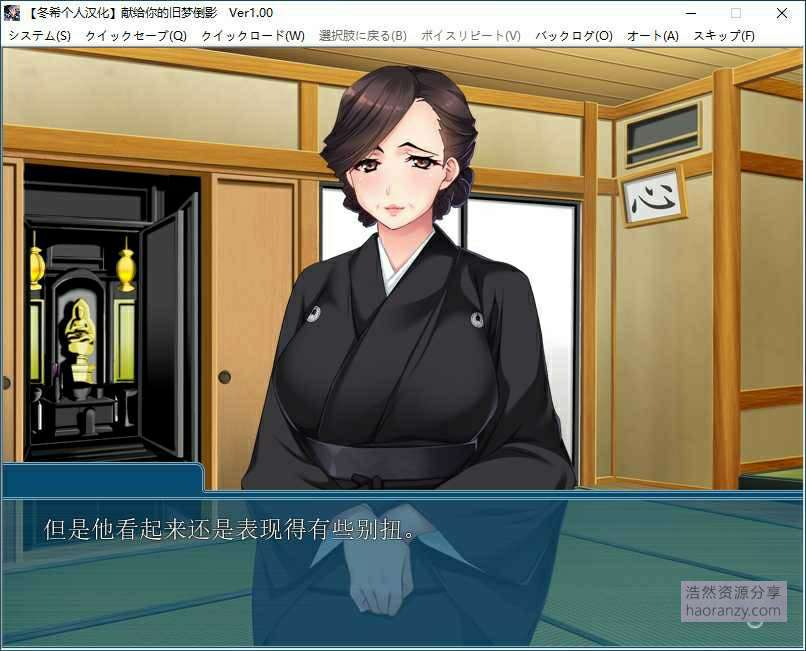 【冬希个人汉化】献给你的旧梦倒影 Ver1.00
システム(S) クイックセーブ(Q) クイックロード(W) 選択肢に戻る(B) ボイスリピート(V) バックログ(O) オート(A) スキップ(F)
心
但是他看起来还是表现得有些别扭。
浩然资源分享
haoranzy.com